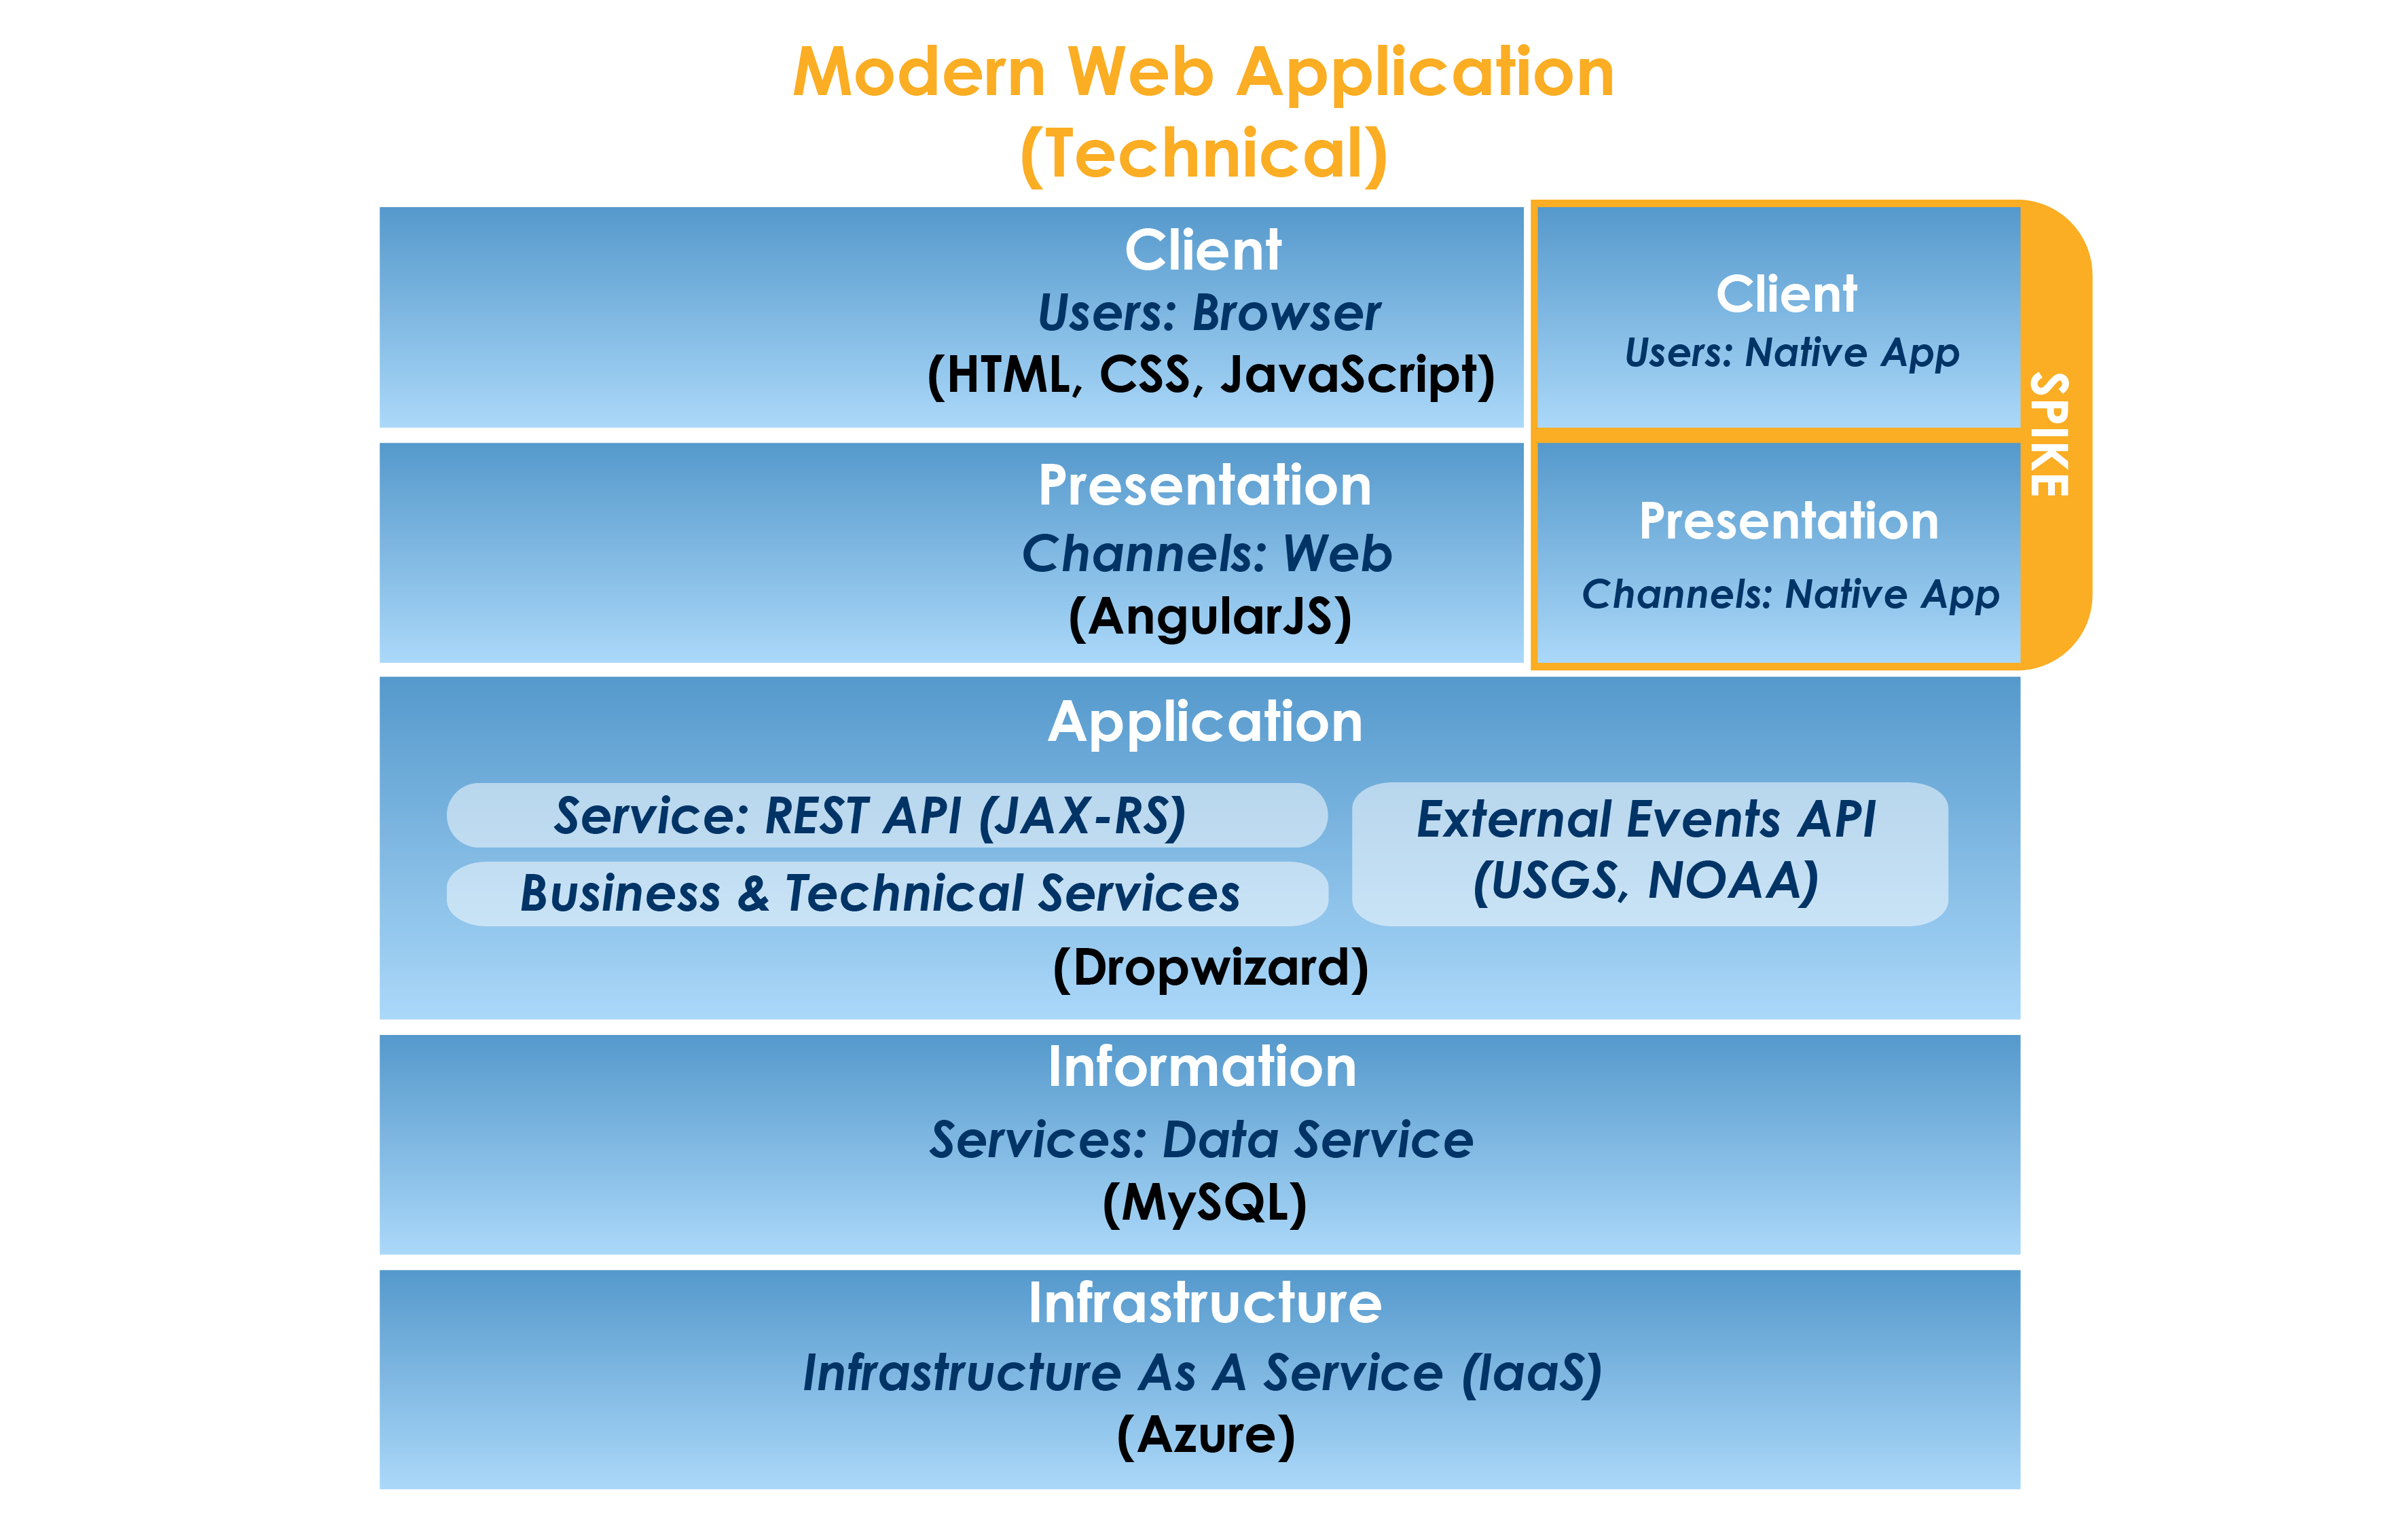 Modern Web Application
(Technical)
Client
Users: Browser
(HTML, CSS, JavaScript)
Client
Users: Native App
Presentation
Channels: Web
(AngularJS)
Presentation
Channels: Native App
SPIKE
Application
Service: REST API (JAX-RS)
Business & Technical Services
External Events API
(USGS, NOAA)
(Dropwizard)
Information
Services: Data Service
(MySQL)
Infrastructure
Infrastructure As A Service (IaaS)
(Azure)